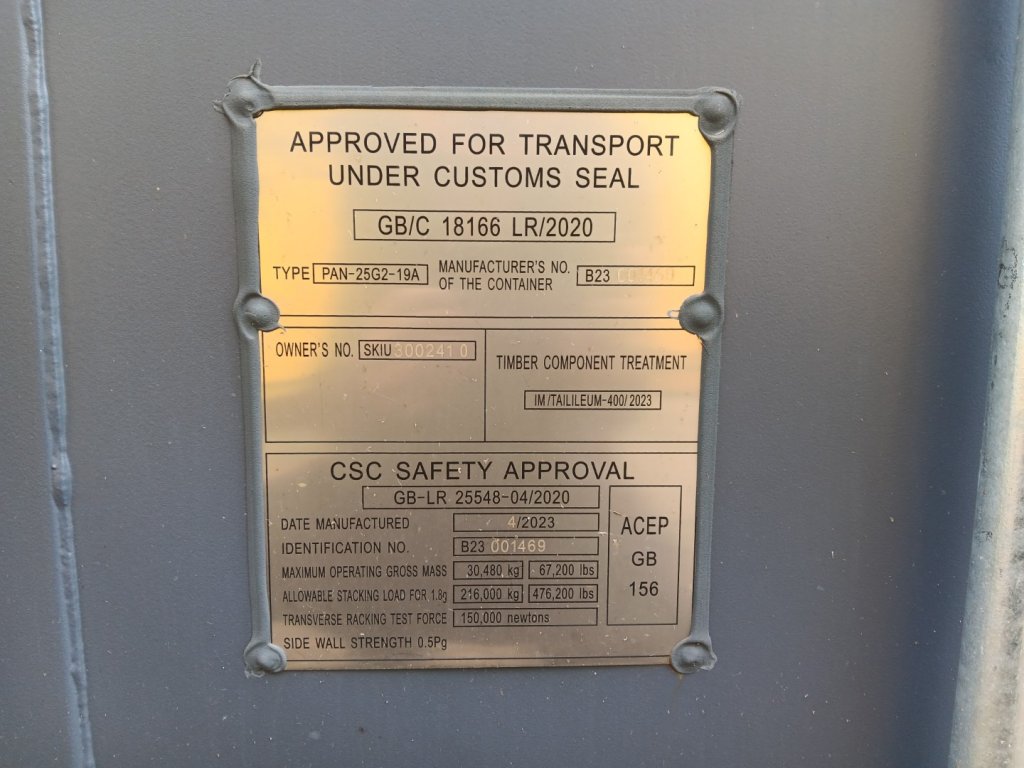 APPROVED FOR TRANSPORT
UNDER CUSTOMS SEAL
GB/C 18166 LR/2020
TYPE PAN-25G2-19A MANUFACTURER'S NO. OF THE CONTAINER B23
OWNER'S NO. SKIU 300241 0
TIMBER COMPONENT TREATMENT
IM/TAILILEUM-400/2023
CSC SAFETY APPROVAL
GB-LR 25548-04/2020
DATE MANUFACTURED 4/2023
IDENTIFICATION NO. B23 001469
MAXIMUM OPERATING GROSS MASS 30,480 kg 67,200 lbs
ALLOWABLE STACKING LOAD FOR 1.8g 216,000 kg 476,200 lbs
TRANSVERSE RACKING TEST FORCE 150,000 newtons
SIDE WALL STRENGTH 0.5Pg
ACEP
GB
156